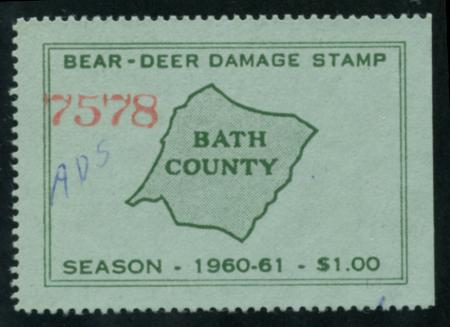 BEAR - DEER DAMAGE STAMP
7578
BATH
COUNTY
ADS
SEASON - 1960-61 - $1.00